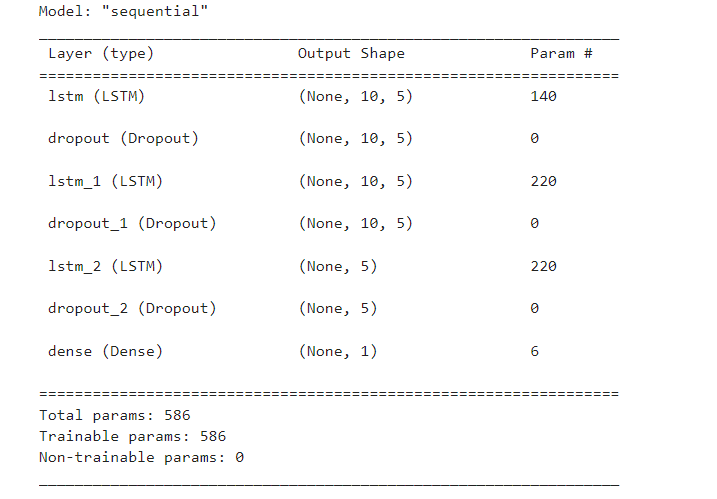 Model: "sequential"
_________________________________________________________________
Layer (type) Output Shape Param #
=================================================================
lstm (LSTM) (None, 10, 5) 140
dropout (Dropout) (None, 10, 5) 0
lstm_1 (LSTM) (None, 10, 5) 220
dropout_1 (Dropout) (None, 10, 5) 0
lstm_2 (LSTM) (None, 5) 220
dropout_2 (Dropout) (None, 5) 0
dense (Dense) (None, 1) 6
=================================================================
Total params: 586
Trainable params: 586
Non-trainable params: 0
_________________________________________________________________